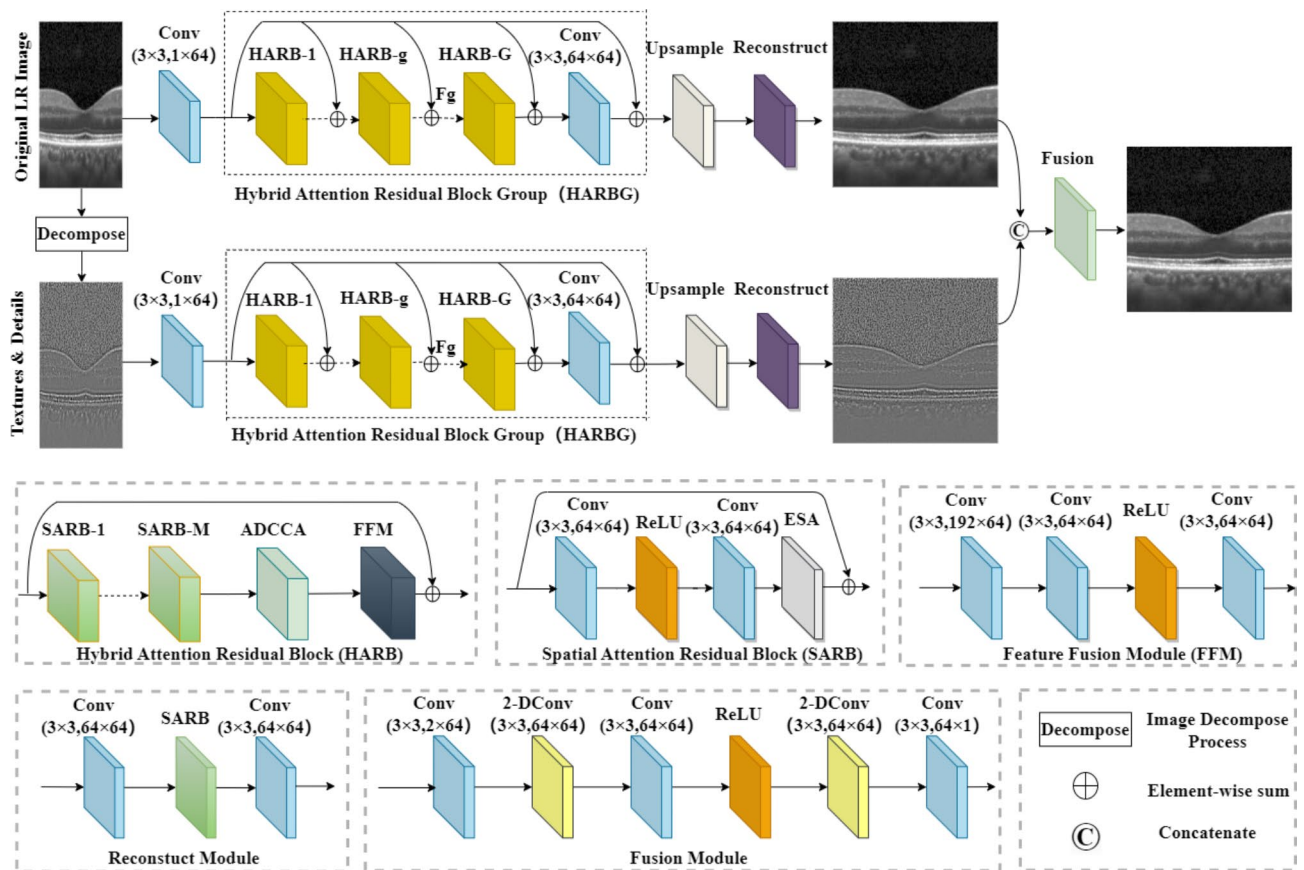 Original LR Image
Conv
(3×3,1×64)
HARB-1
HARB-g
HARB-G
Conv
(3×3,64×64)
Fg
Hybrid Attention Residual Block Group（HARBG)
Upsample
Reconstruct
Decompose
Fusion
C
Textures & Details
Conv
(3×3,1×64)
HARB-1
HARB-g
HARB-G
Conv
(3×3,64×64)
Fg
Hybrid Attention Residual Block Group（HARBG)
Upsample
Reconstruct
SARB-1
SARB-M
ADCCA
FFM
Hybrid Attention Residual Block (HARB)
Conv
(3×3,64×64)
ReLU
Conv
(3×3,64×64)
ESA
Spatial Attention Residual Block (SARB)
Conv
(3×3,192×64)
Conv
(3×3,64×64)
ReLU
Conv
(3×3,64×64)
Feature Fusion Module (FFM)
Conv
(3×3,64×64)
SARB
Conv
(3×3,64×64)
Reconstuct Module
Conv
(3×3,2×64)
2-DConv
(3×3,64×64)
Conv
(3×3,64×64)
ReLU
2-DConv
(3×3,64×64)
Conv
(3×3,64×1)
Fusion Module
Decompose
Image Decompose
Process
Element-wise sum
C
Concatenate